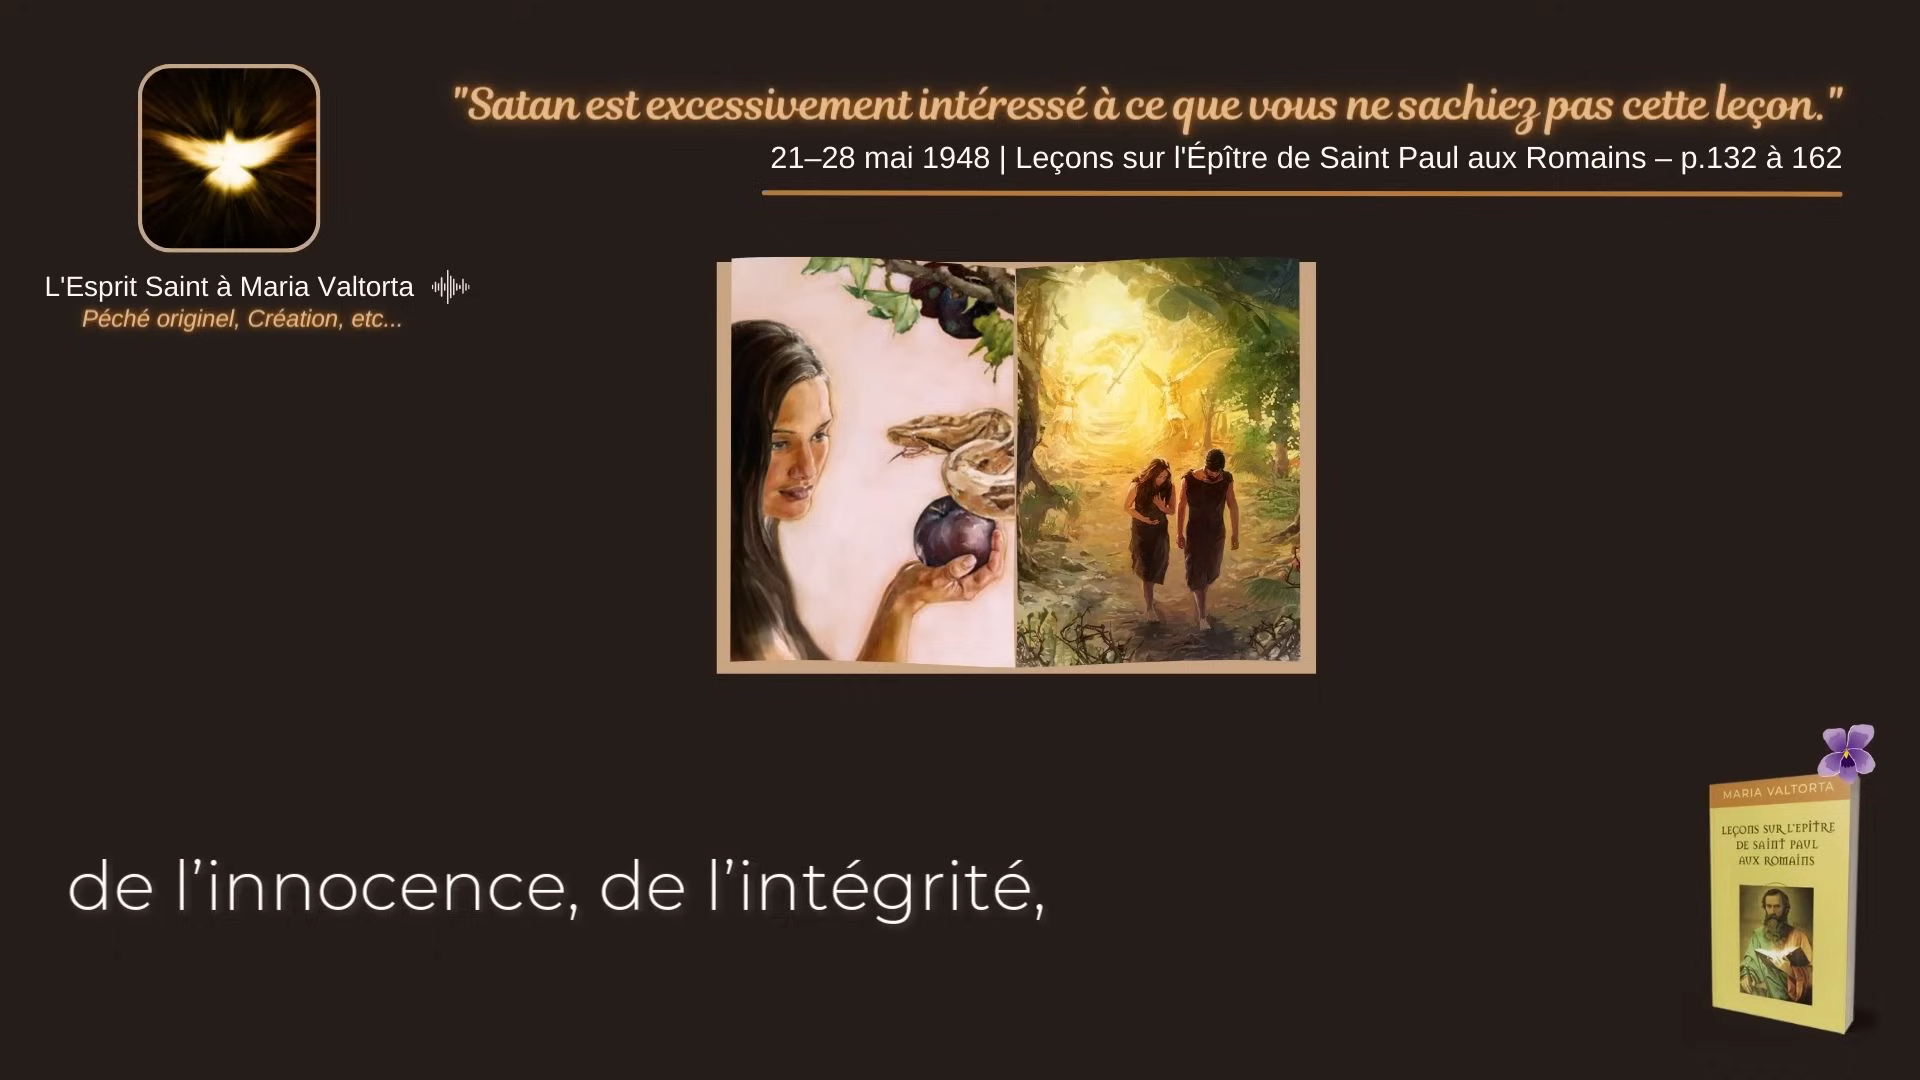 "Satan est excessivement intéressé à ce que vous ne sachiez pas cette leçon."
21–28 mai 1948 | Leçons sur l'Épître de Saint Paul aux Romains – p.132 à 162
L'Esprit Saint à Maria Valtorta
Péché originel, Création, etc...
de l’innocence, de l’intégrité,
MARIA VALTORTA
LEÇONS SUR L'EPÎTRE
DE SAINT PAUL
AUX ROMAINS